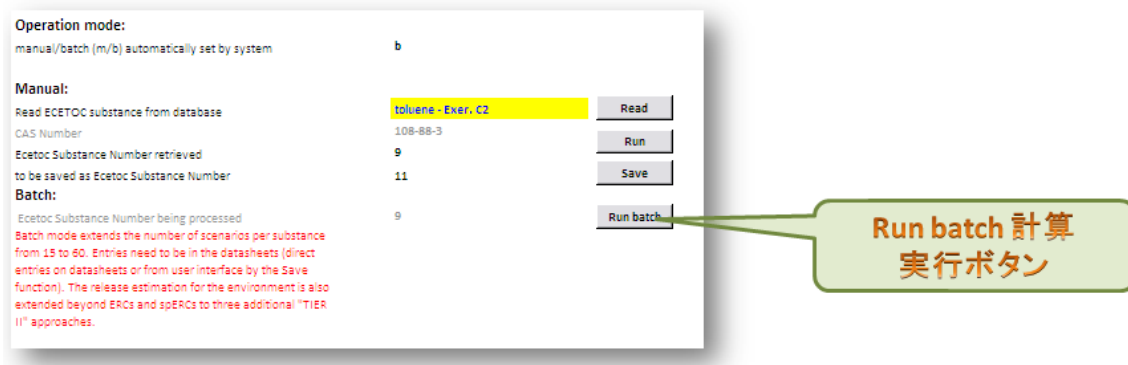 Operation mode:
manual/batch (m/b) automatically set by system b
Manual:
Read ECETOC substance from database toluene - Exer. C2 Read
CAS Number 108-88-3
Run
Ecetoc Substance Number retrieved 9
to be saved as Ecetoc Substance Number 11 Save
Batch:
Ecetoc Substance Number being processed 9 Run batch
Batch mode extends the number of scenarios per substance
from 15 to 60. Entries need to be in the datasheets (direct
entries on datasheets or from user interface by the Save
function). The release estimation for the environment is also
extended beyond ERCs and spERCs to three additional "TIER
II" approaches.
Run batch 計算
実行ボタン